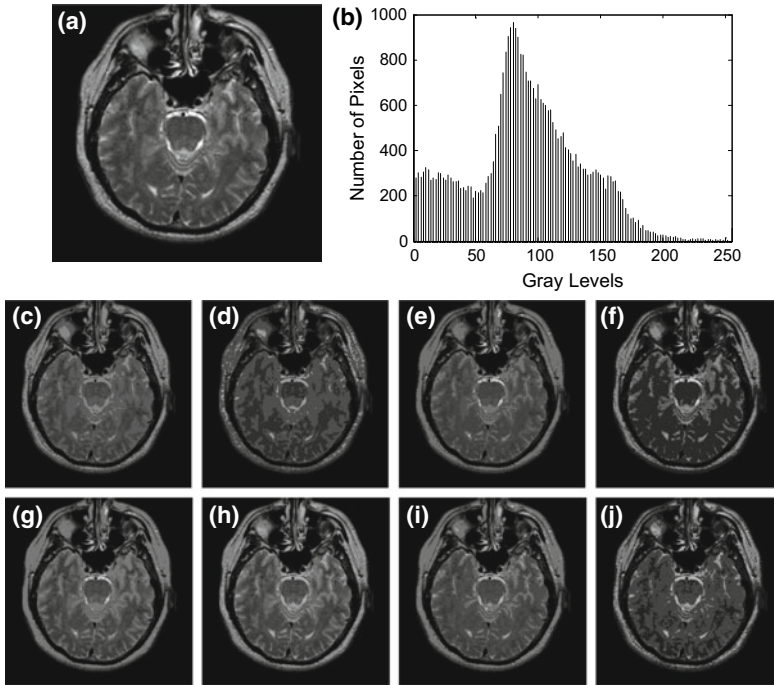 (a)
(b)
1000
800
600
400
200
0
Number of Pixels
0 50 100 150 200 250
Gray Levels
(c) (d) (e) (f)
(g) (h) (i) (j)